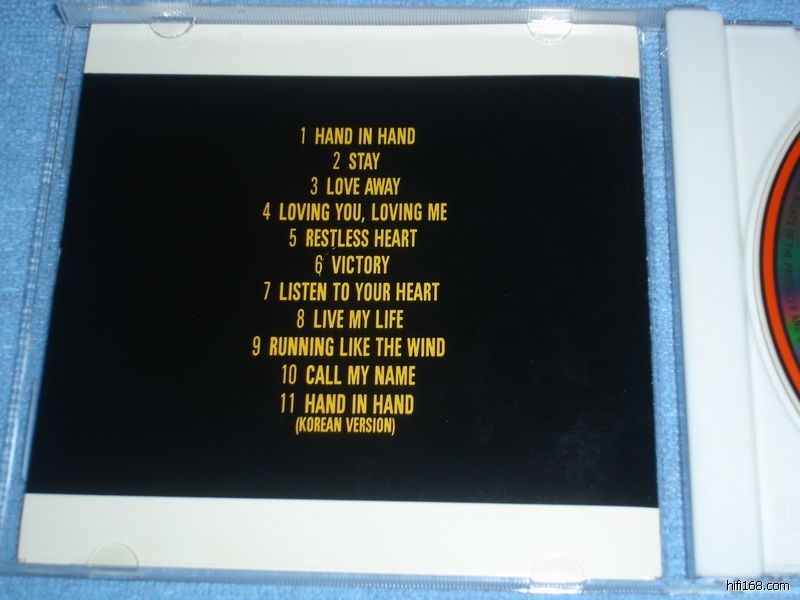 1 HAND IN HAND
2 STAY
3 LOVE AWAY
4 LOVING YOU, LOVING ME
5 RESTLESS HEART
6 VICTORY
7 LISTEN TO YOUR HEART
8 LIVE MY LIFE
9 RUNNING LIKE THE WIND
10 CALL MY NAME
11 HAND IN HAND
(KOREAN VERSION)
OF THE
hifi168.com